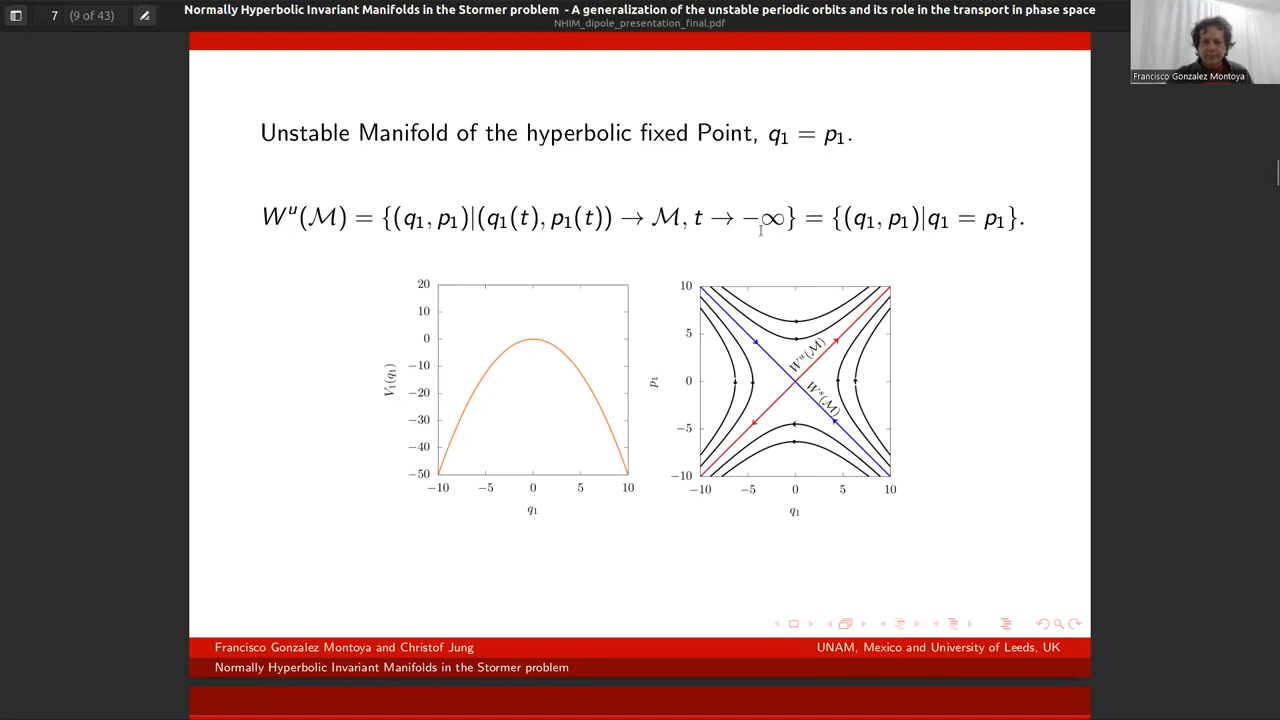 7 (9 of 43)
Normally Hyperbolic Invariant Manifolds in the Stormer problem - A generalization of the unstable periodic orbits and its role in the transport in phase space
NHIM_dipole_presentation_final.pdf
Francisco Gonzalez Montoya
Unstable Manifold of the hyperbolic fixed Point, q₁ = p₁.
Wᵘ(ℳ) = {(q₁, p₁)|(q₁(t), p₁(t)) → ℳ, t → −∞} = {(q₁, p₁)|q₁ = p₁}.
20
10
0
−10
−20
−30
−40
−50
V₁(q₁)
−10 −5 0 5 10
q₁
10
5
0
−5
−10
p₁
Wᵘ(ℳ)
Wˢ(ℳ)
−10 −5 0 5 10
q₁
Francisco Gonzalez Montoya and Christof Jung UNAM, Mexico and University of Leeds, UK
Normally Hyperbolic Invariant Manifolds in the Stormer problem